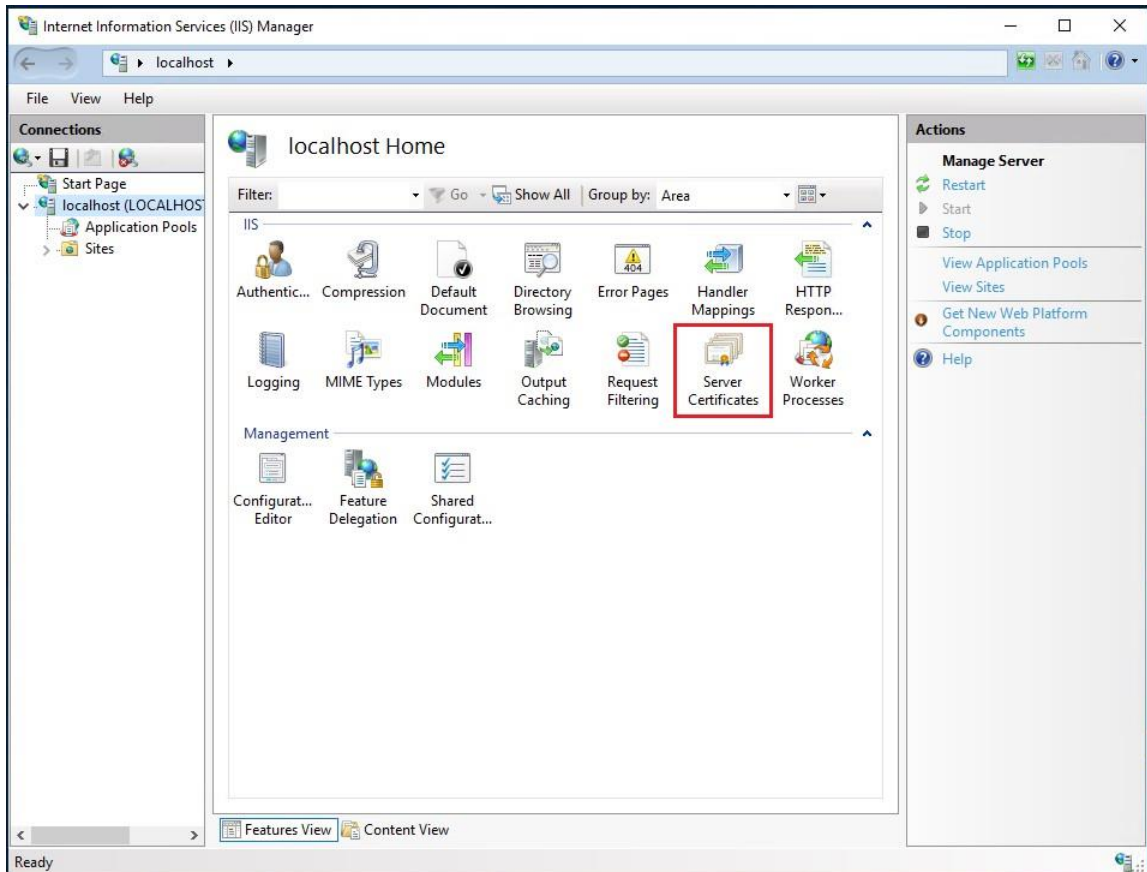 Internet Information Services (IIS) Manager
localhost
File View Help
Connections
Start Page
localhost (LOCALHOS
Application Pools
Sites
localhost Home
Filter: Go Show All Group by: Area
IIS
Authentic... Compression Default Document Directory Browsing Error Pages Handler Mappings HTTP Respon...
404
Logging MIME Types Modules Output Caching Request Filtering Server Certificates Worker Processes
Management
Configurat... Editor Feature Delegation Shared Configurat...
Features View Content View
Actions
Manage Server
Restart
Start
Stop
View Application Pools
View Sites
Get New Web Platform
Components
Help
Ready